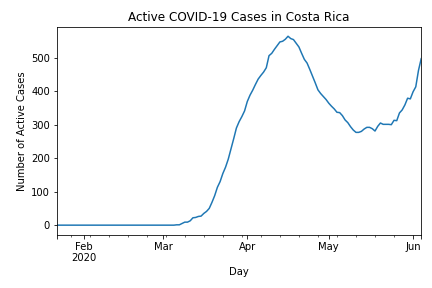 Active COVID-19 Cases in Costa Rica
Number of Active Cases
500
400
300
200
100
0
Feb Mar Apr May Jun
2020
Day